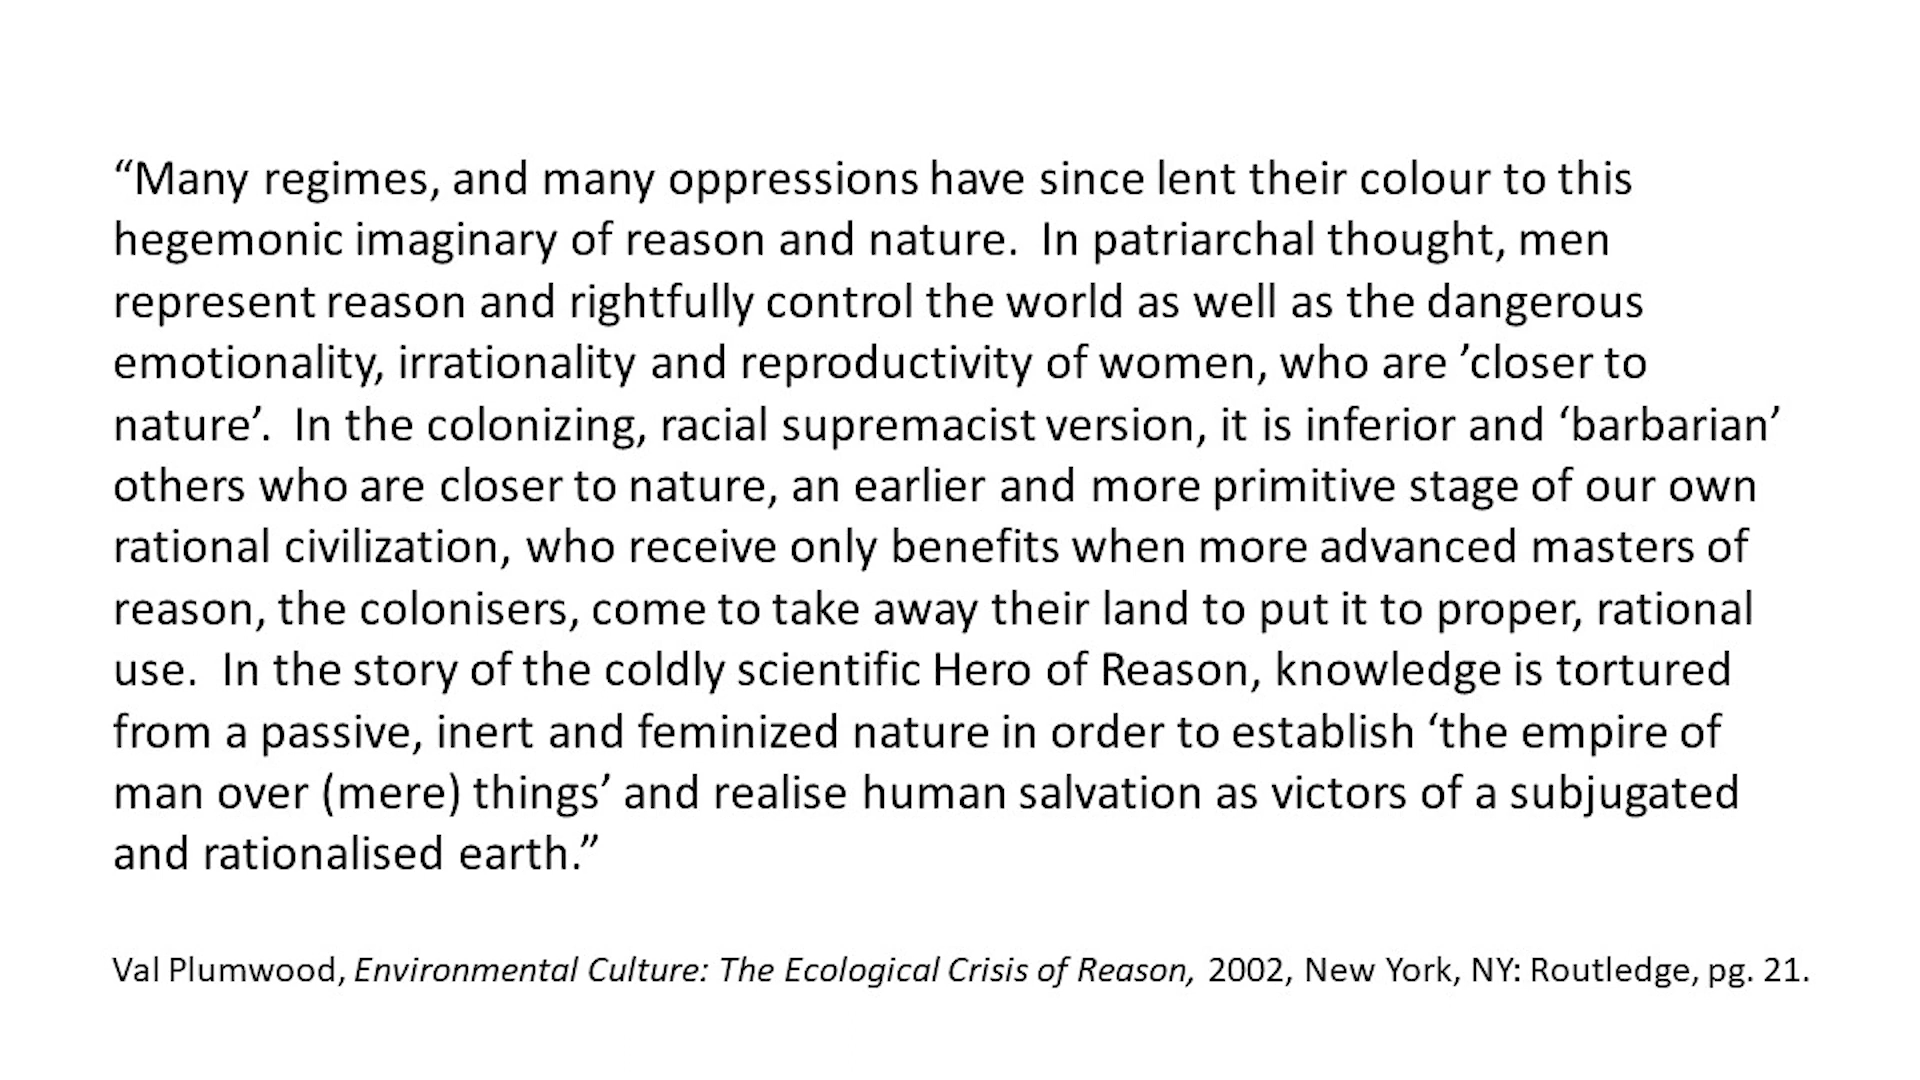 “Many regimes, and many oppressions have since lent their colour to this
hegemonic imaginary of reason and nature.  In patriarchal thought, men
represent reason and rightfully control the world as well as the dangerous
emotionality, irrationality and reproductivity of women, who are ’closer to
nature’.  In the colonizing, racial supremacist version, it is inferior and ‘barbarian’
others who are closer to nature, an earlier and more primitive stage of our own
rational civilization, who receive only benefits when more advanced masters of
reason, the colonisers, come to take away their land to put it to proper, rational
use.  In the story of the coldly scientific Hero of Reason, knowledge is tortured
from a passive, inert and feminized nature in order to establish ‘the empire of
man over (mere) things’ and realise human salvation as victors of a subjugated
and rationalised earth.”
Val Plumwood, Environmental Culture: The Ecological Crisis of Reason, 2002, New York, NY: Routledge, pg. 21.